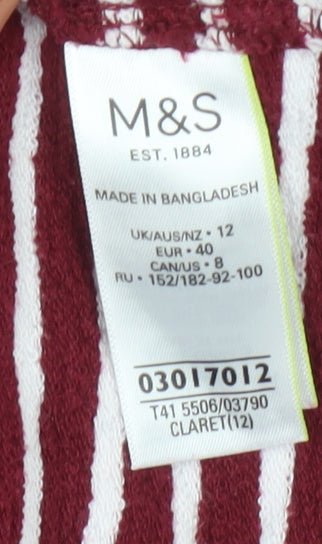 M&S
EST. 1884
MADE IN BANGLADESH
UK/AUS/NZ • 12
EUR • 40
CAN/US • 8
RU • 152/182-92-100
03017012
T41 5506/03790
CLARET(12)